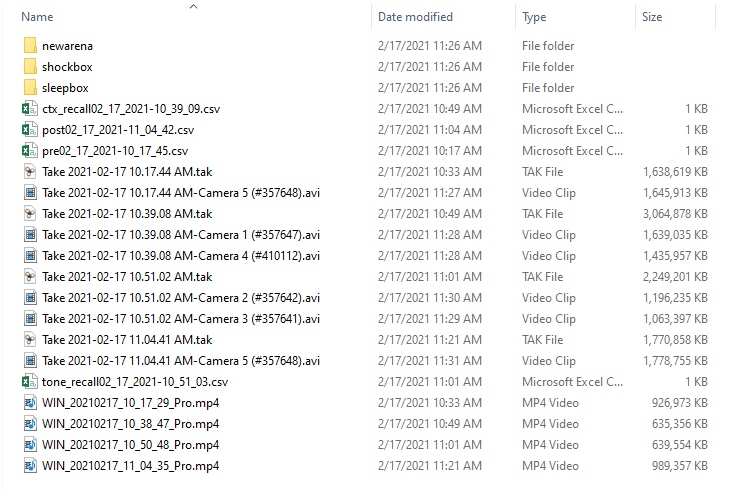 Name Date modified Type Size
newarena 2/17/2021 11:26 AM File folder
shockbox 2/17/2021 11:26 AM File folder
sleepbox 2/17/2021 11:26 AM File folder
ctx_recall02_17_2021-10_39_09.csv 2/17/2021 10:49 AM Microsoft Excel C... 1 KB
post02_17_2021-11_04_42.csv 2/17/2021 11:04 AM Microsoft Excel C... 1 KB
pre02_17_2021-10_17_45.csv 2/17/2021 10:17 AM Microsoft Excel C... 1 KB
Take 2021-02-17 10.17.44 AM.tak 2/17/2021 10:33 AM TAK File 1,638,619 KB
Take 2021-02-17 10.17.44 AM-Camera 5 (#357648).avi 2/17/2021 11:27 AM Video Clip 1,645,913 KB
Take 2021-02-17 10.39.08 AM.tak 2/17/2021 10:49 AM TAK File 3,064,878 KB
Take 2021-02-17 10.39.08 AM-Camera 1 (#357647).avi 2/17/2021 11:28 AM Video Clip 1,639,035 KB
Take 2021-02-17 10.39.08 AM-Camera 4 (#410112).avi 2/17/2021 11:28 AM Video Clip 1,435,957 KB
Take 2021-02-17 10.51.02 AM.tak 2/17/2021 11:01 AM TAK File 2,249,201 KB
Take 2021-02-17 10.51.02 AM-Camera 2 (#357642).avi 2/17/2021 11:30 AM Video Clip 1,196,235 KB
Take 2021-02-17 10.51.02 AM-Camera 3 (#357641).avi 2/17/2021 11:29 AM Video Clip 1,063,397 KB
Take 2021-02-17 11.04.41 AM.tak 2/17/2021 11:21 AM TAK File 1,770,858 KB
Take 2021-02-17 11.04.41 AM-Camera 5 (#357648).avi 2/17/2021 11:31 AM Video Clip 1,778,755 KB
tone_recall02_17_2021-10_51_03.csv 2/17/2021 11:01 AM Microsoft Excel C... 1 KB
WIN_20210217_10_17_29_Pro.mp4 2/17/2021 10:33 AM MP4 Video 926,973 KB
WIN_20210217_10_38_47_Pro.mp4 2/17/2021 10:49 AM MP4 Video 635,356 KB
WIN_20210217_10_50_48_Pro.mp4 2/17/2021 11:01 AM MP4 Video 639,554 KB
WIN_20210217_11_04_35_Pro.mp4 2/17/2021 11:21 AM MP4 Video 989,357 KB